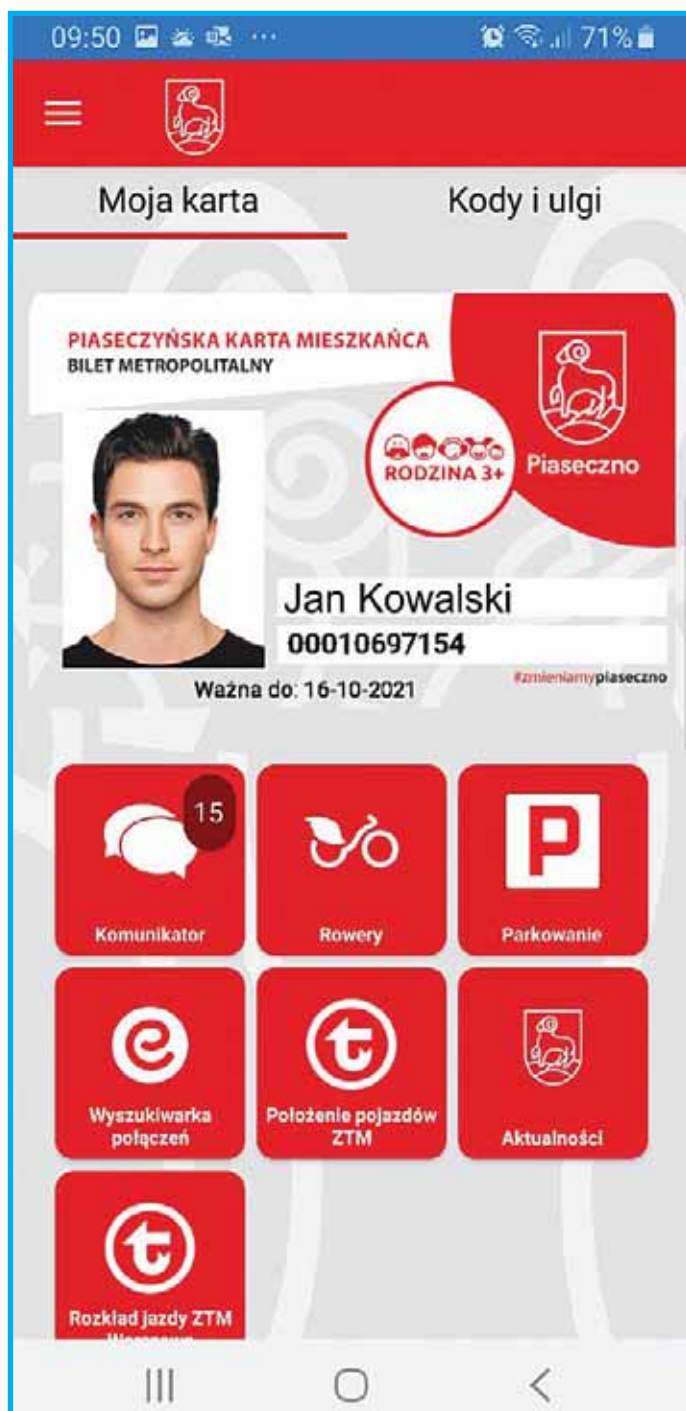 09:50 71%
Moja karta Kody i ulgi
PIASECZYŃSKA KARTA MIESZKAŃCA
BILET METROPOLITALNY
RODZINA 3+
Piaseczno
Jan Kowalski
00010697154
Ważna do: 16-10-2021
#zmieniamypiaseczno
15
Komunikator Rowery Parkowanie
P
Wyszukiwarka
połączeń
Położenie pojazdów
ZTM
Aktualności
Rozkład jazdy ZTM